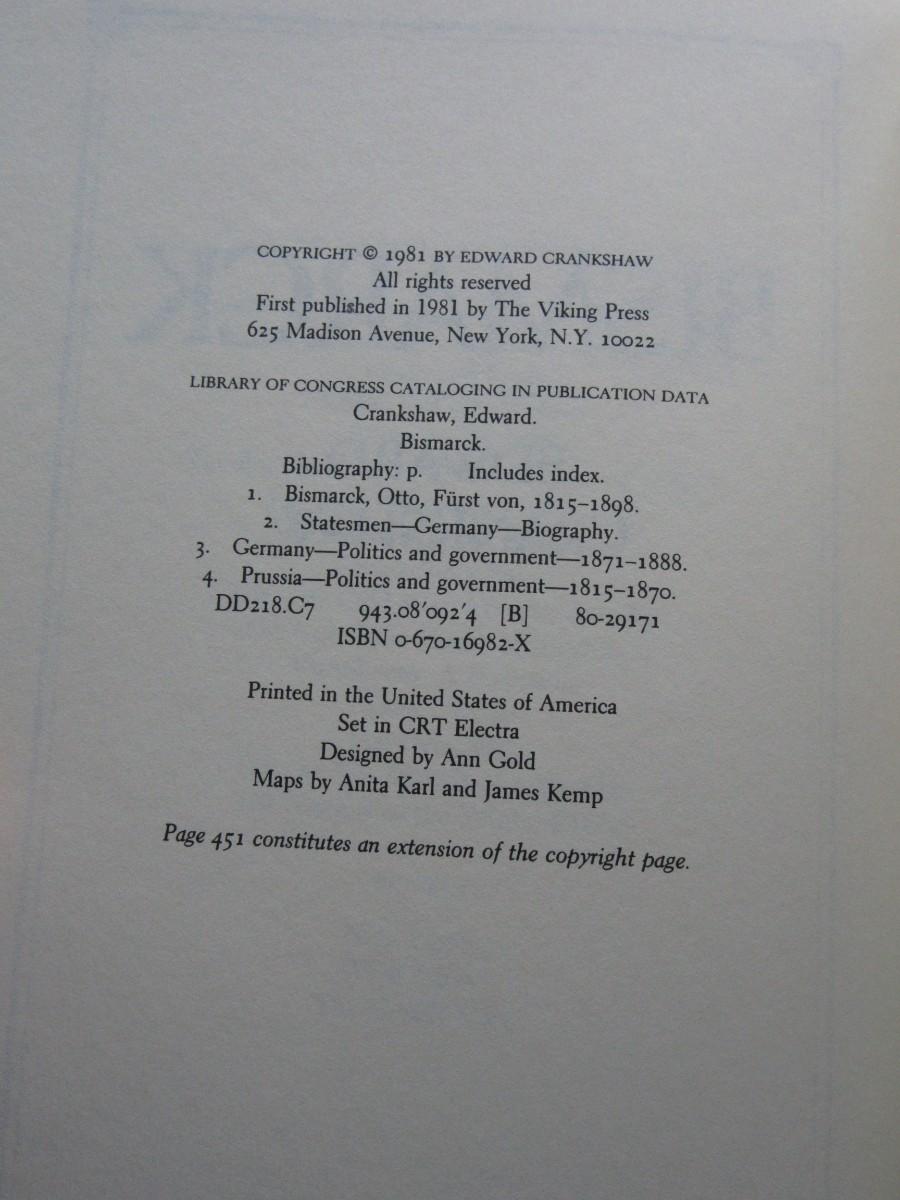 COPYRIGHT © 1981 BY EDWARD CRANKSHAW
All rights reserved
First published in 1981 by The Viking Press
625 Madison Avenue, New York, N.Y. 10022
LIBRARY OF CONGRESS CATALOGING IN PUBLICATION DATA
Crankshaw, Edward.
Bismarck.
Bibliography: p. Includes index.
1. Bismarck, Otto, Fürst von, 1815–1898.
2. Statesmen—Germany—Biography.
3. Germany—Politics and government—1871–1888.
4. Prussia—Politics and government—1815–1870.
DD218.C7 943.08'092'4 [B] 80-29171
ISBN 0-670-16982-X
Printed in the United States of America
Set in CRT Electra
Designed by Ann Gold
Maps by Anita Karl and James Kemp
Page 451 constitutes an extension of the copyright page.